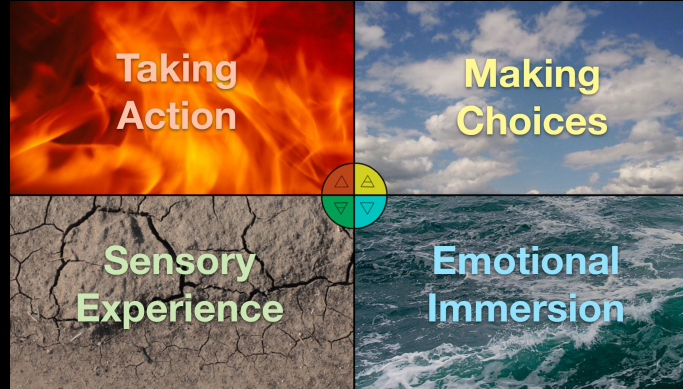 Taking
Action
Making
Choices
Sensory
Experience
Emotional
Immersion